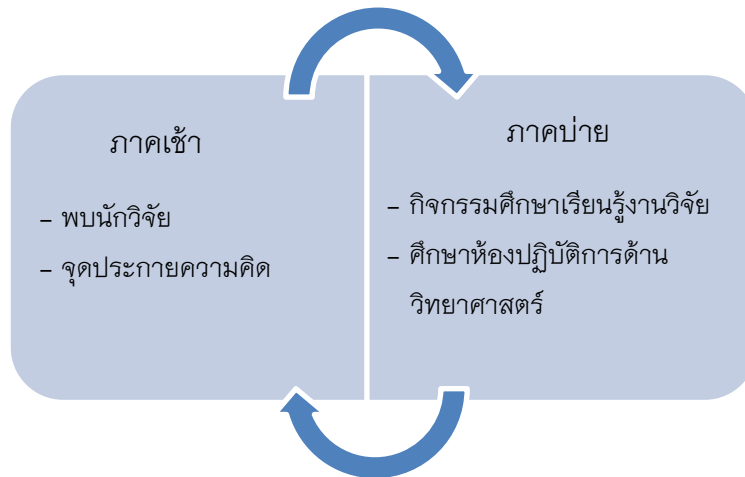 ภาคเช้า
– พบนักวิจัย
– จุดประกายความคิด
ภาคบ่าย
– กิจกรรมศึกษาเรียนรู้งานวิจัย
– ศึกษาห้องปฏิบัติการด้าน
วิทยาศาสตร์